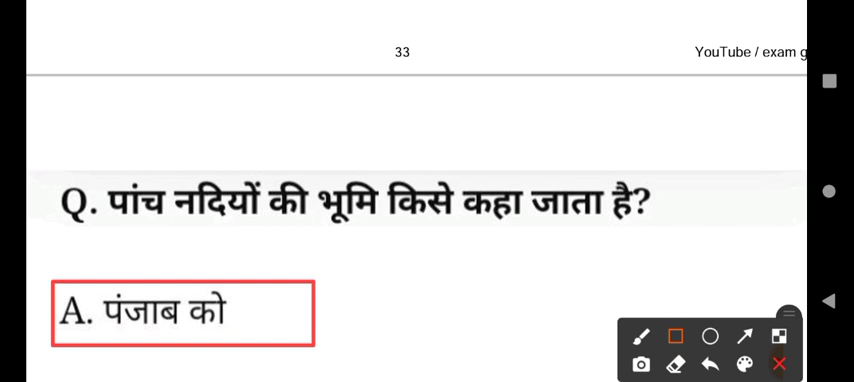 33
YouTube / exam g
Q. पांच नदियों की भूमि किसे कहा जाता है?
A. पंजाब को